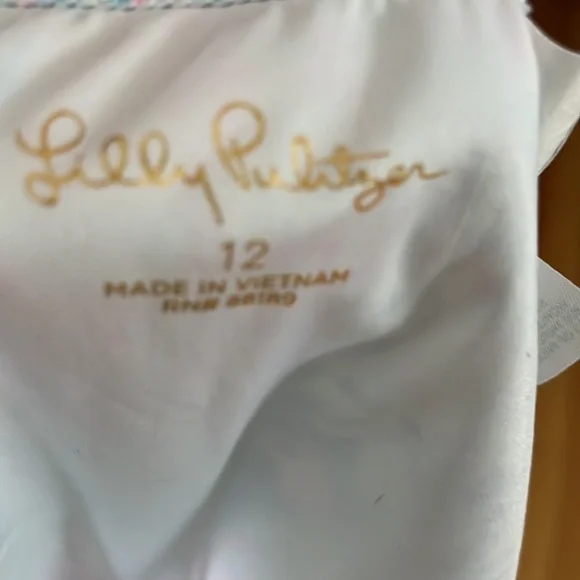 Lilly Pulitzer
12
MADE IN VIETNAM
RN#